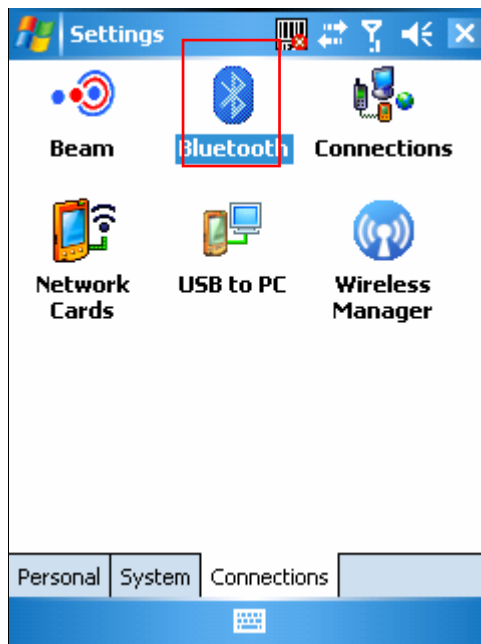 Settings
Beam Bluetooth Connections
Network USB to PC Wireless
Cards Manager
Personal System Connections